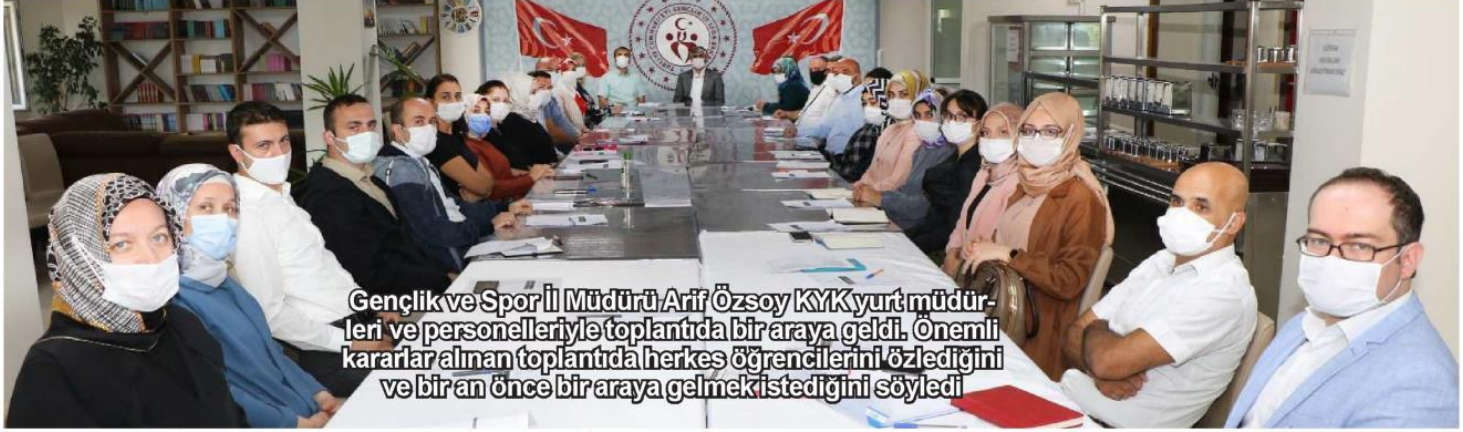 Gençlik ve Spor İl Müdürü Arif Özsoy KYK yurt müdür-
leri ve personelleriyle toplantıda bir araya geldi. Önemli
kararlar alınan toplantıda herkes öğrencilerini özlediğini
ve bir an önce bir araya gelmek istediğini söyledi